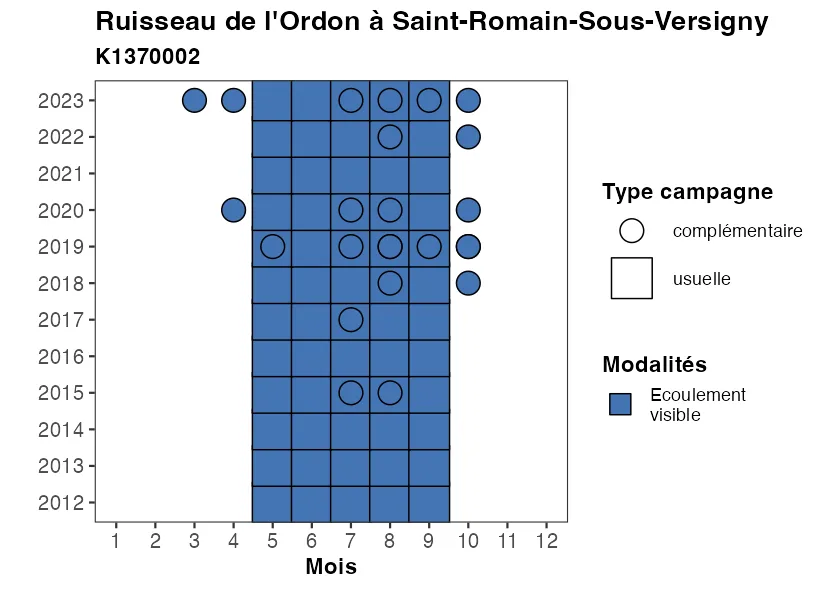 Ruisseau de l'Ordon à Saint-Romain-Sous-Versigny
K1370002
2023
2022
2021
2020
2019
2018
2017
2016
2015
2014
2013
2012
1 2 3 4 5 6 7 8 9 10 11 12
Mois
Type campagne
complémentaire
usuelle
Modalités
Ecoulement
visible